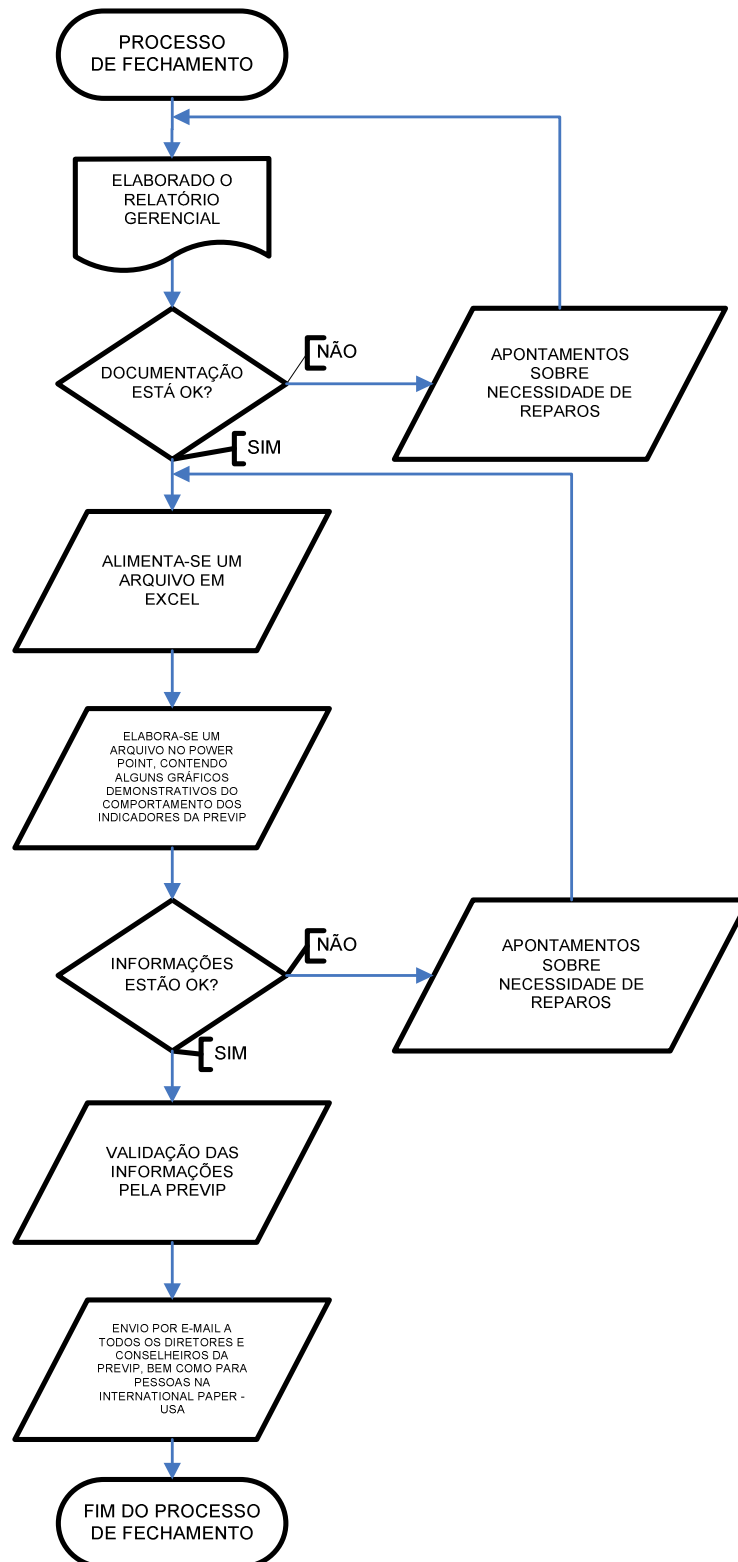 PROCESSO
DE FECHAMENTO
ELABORADO O
RELATÓRIO
GERENCIAL
DOCUMENTAÇÃO
ESTÁ OK?
NÃO
APONTAMENTOS
SOBRE
NECESSIDADE DE
REPAROS
SIM
ALIMENTA-SE UM
ARQUIVO EM
EXCEL
ELABORA-SE UM
ARQUIVO NO POWER
POINT, CONTENDO
ALGUNS GRÁFICOS
DEMONSTRATIVOS DO
COMPORTAMENTO DOS
INDICADORES DA PREVIP
INFORMAÇÕES
ESTÃO OK?
NÃO
APONTAMENTOS
SOBRE
NECESSIDADE DE
REPAROS
SIM
VALIDAÇÃO DAS
INFORMAÇÕES
PELA PREVIP
ENVIO POR E-MAIL A
TODOS OS DIRETORES E
CONSELHEIROS DA
PREVIP, BEM COMO PARA
PESSOAS NA
INTERNATIONAL PAPER -
USA
FIM DO PROCESSO
DE FECHAMENTO